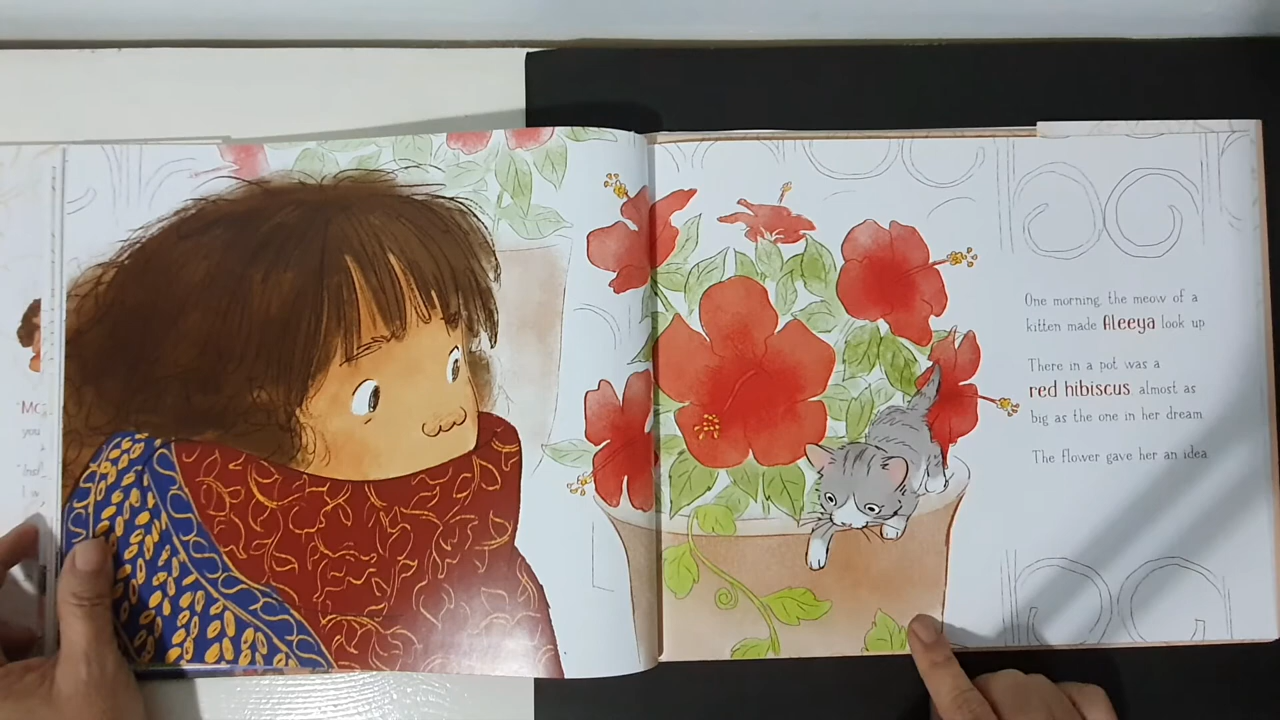 One morning, the meow of a
kitten made Aleeya look up
There in a pot was a
red hibiscus, almost as
big as the one in her dream
The flower gave her an idea